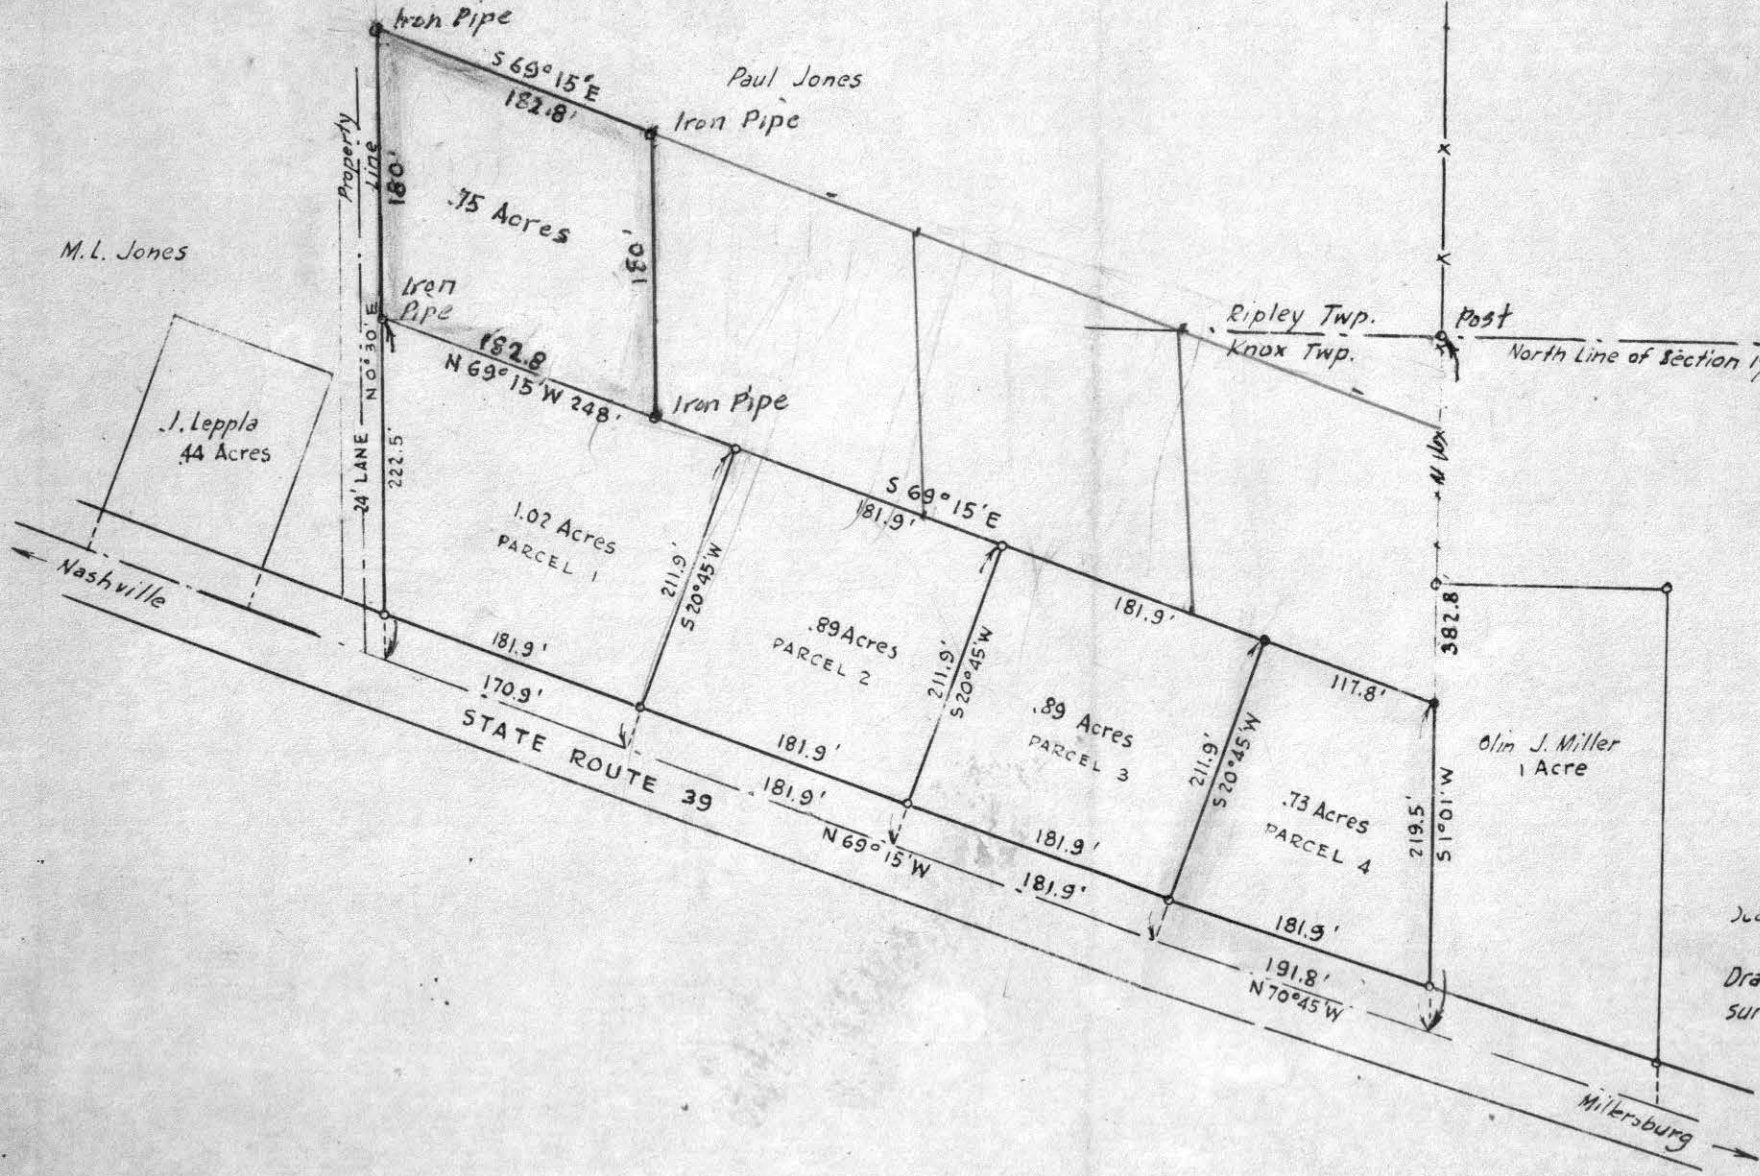 Iron Pipe
S 69° 15' E
182.8'
Paul Jones
Iron Pipe
Property
Line
180'
.75 Acres
180'
M.L. Jones
Iron
Pipe
182.8
N 69° 15' W 248'
Iron Pipe
Ripley Twp.
Knox Twp.
Post
North Line of Section
J. Leppla
.44 Acres
24' LANE
N 0° 30' E
222.5'
1.02 Acres
PARCEL 1
211.9'
S 20° 45' W
S 69° 15' E
181.9'
.89 Acres
PARCEL 2
211.9'
S 20° 45' W
181.9'
.89 Acres
PARCEL 3
211.9'
S 20° 45' W
117.8'
.73 Acres
PARCEL 4
219.5'
S 1° 01' W
382.8'
Olin J. Miller
1 Acre
Nashville
181.9'
170.9'
STATE ROUTE 39
181.9'
181.9'
N 69° 15' W
181.9'
181.9'
181.9'
191.8'
N 70° 45' W
Millersburg
Dra
sur